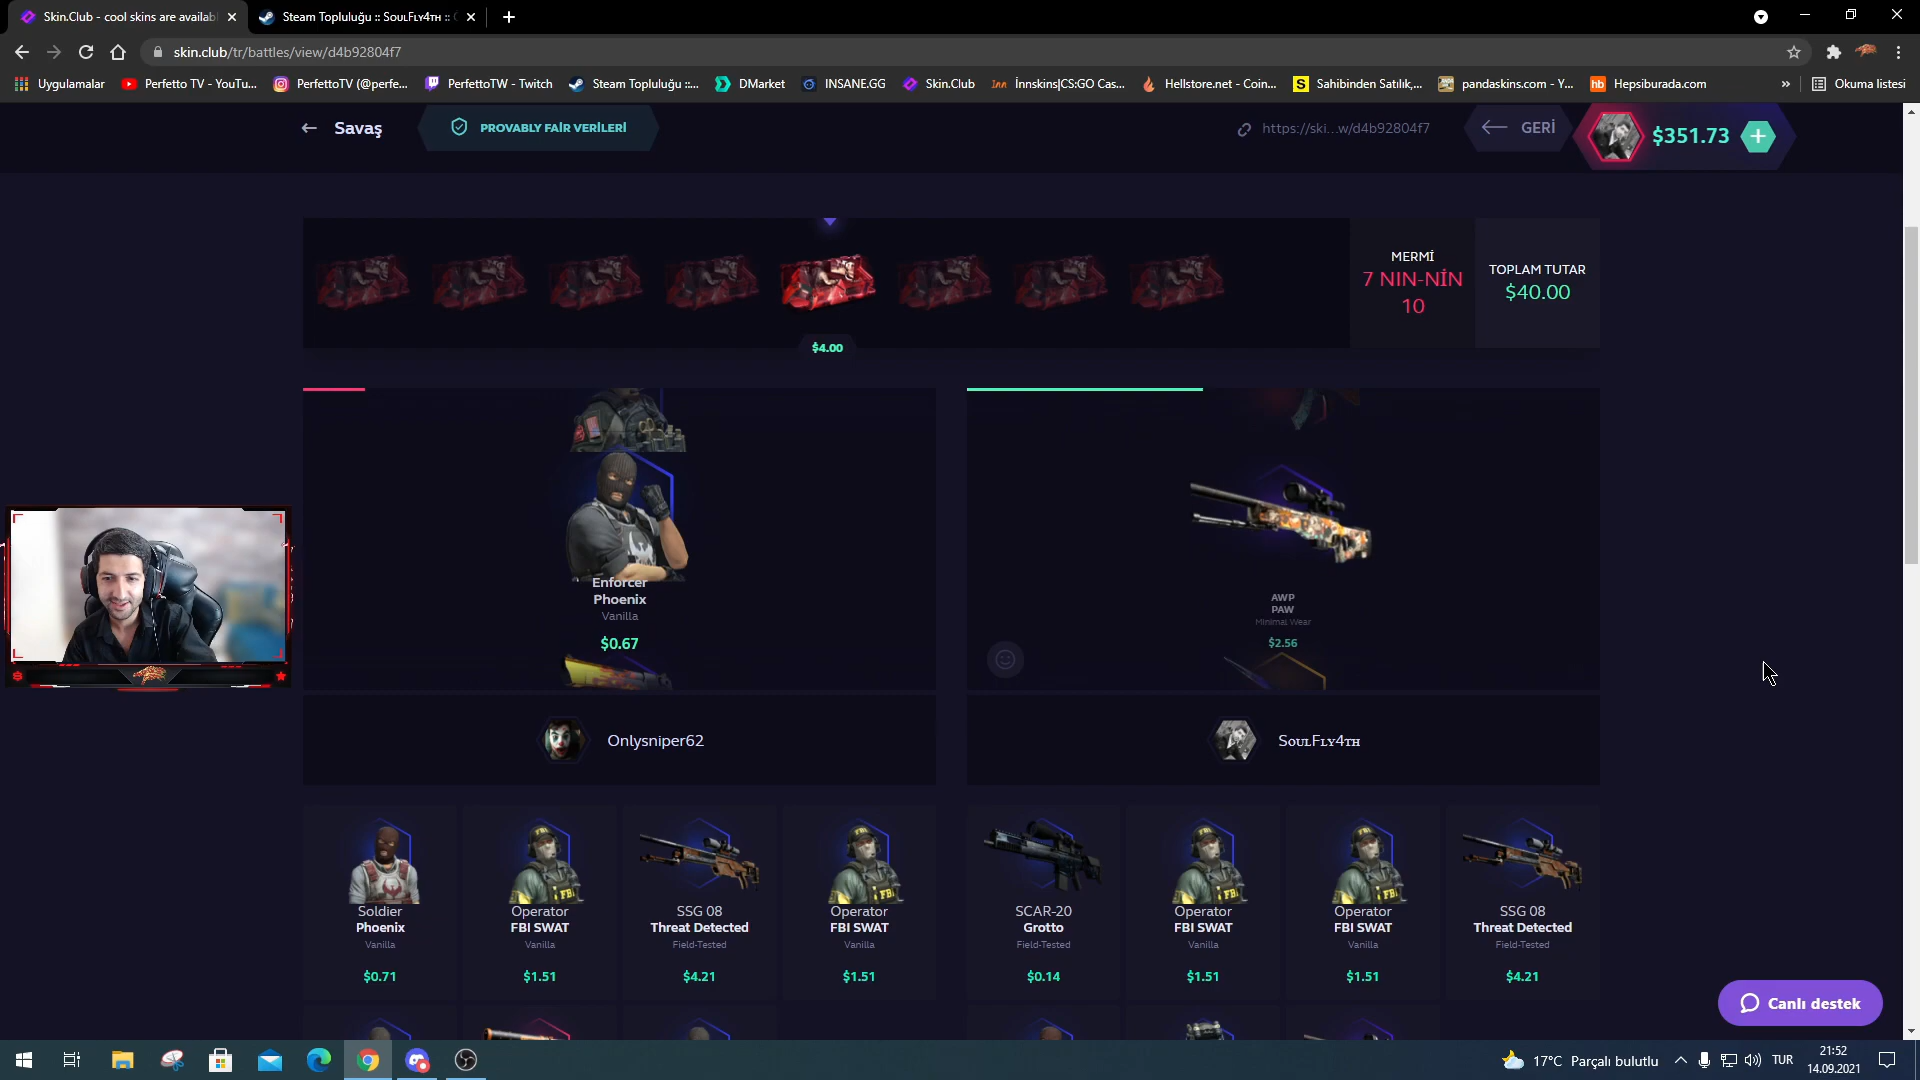 Skin.Club - cool skins are availab
Steam Topluluğu :: SoulFly4th ::
skin.club/tr/battles/view/d4b92804f7
Uygulamalar
Perfetto TV - YouTu...
PerfettoTV (@perfe...
PerfettoTW - Twitch
Steam Topluluğu ::...
DMarket
INSANE.GG
Skin.Club
İnnskins|CS:GO Cas...
Hellstore.net - Coin...
Sahibinden Satılık,...
pandaskins.com - Y...
Hepsiburada.com
»
Okuma listesi
Savaş
PROVABLY FAİR VERİLERİ
https://ski...w/d4b92804f7
GERİ
$351.73
MERMİ
7 NIN-NİN
10
TOPLAM TUTAR
$40.00
$4.00
Enforcer
Phoenix
Vanilla
$0.67
AWP
PAW
Minimal Wear
$2.56
Onlysniper62
SoulFly4th
Soldier
Phoenix
Vanilla
$0.71
Operator
FBI SWAT
Vanilla
$1.51
SSG 08
Threat Detected
Field-Tested
$4.21
Operator
FBI SWAT
Vanilla
$1.51
SCAR-20
Grotto
Field-Tested
$0.14
Operator
FBI SWAT
Vanilla
$1.51
Operator
FBI SWAT
Vanilla
$1.51
SSG 08
Threat Detected
Field-Tested
$4.21
Canlı destek
17°C Parçalı bulutlu
TUR
21:52
14.09.2021